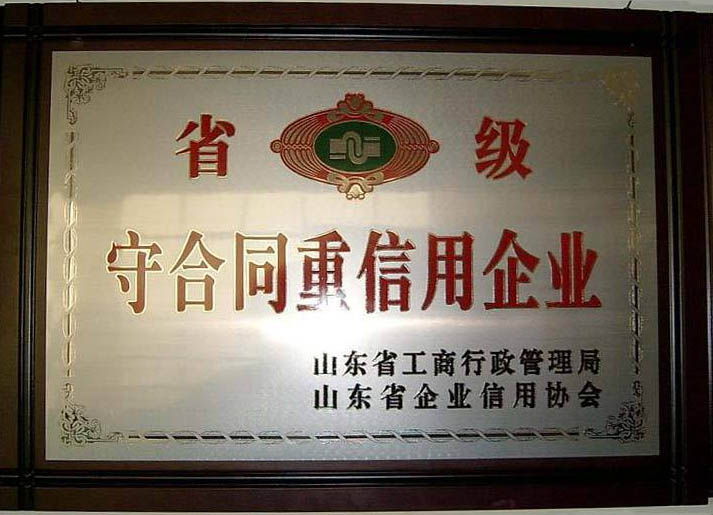 省 级
守合同重信用企业
山东省工商行政管理局
山东省企业信用协会